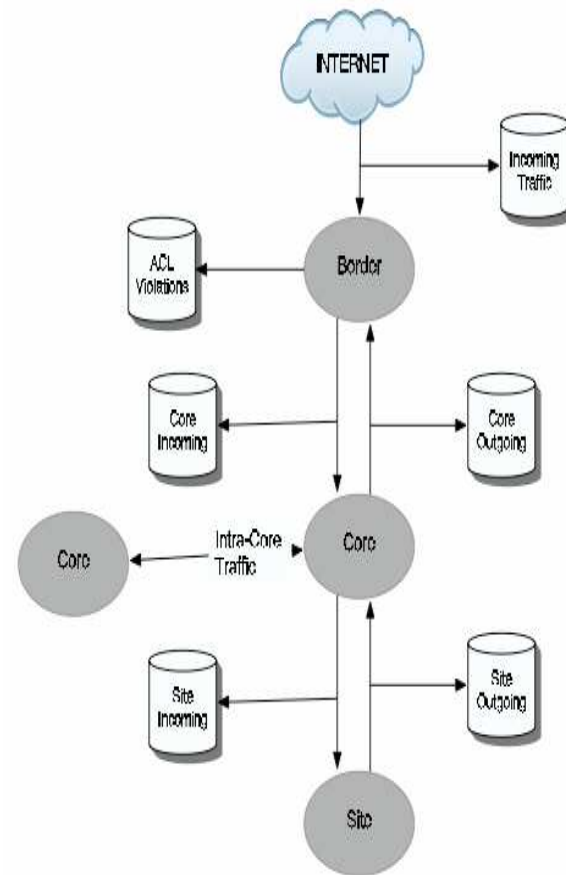 INTERNET
Incoming
Traffic
ACL
Violations
Border
Core
Incoming
Core
Outgoing
Core
Intra-Core
Traffic
Core
Site
Incoming
Site
Outgoing
Site